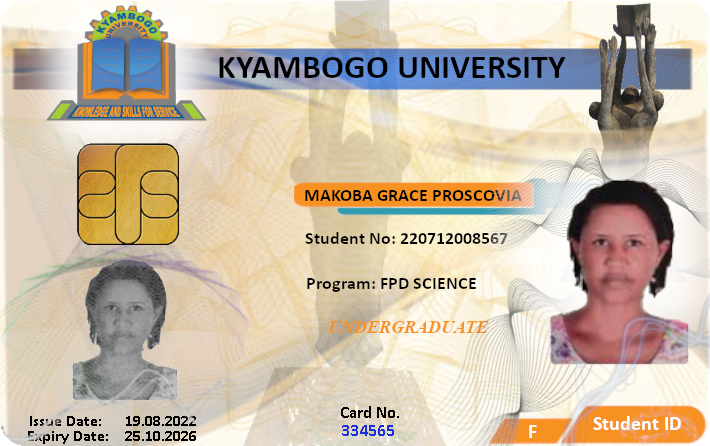 KYAMBOGO
UNIVERSITY
KNOWLEDGE AND SKILLS FOR SERVICE
KYAMBOGO UNIVERSITY
MAKOBA GRACE PROSCOVIA
Student No: 220712008567
Program: FPD SCIENCE
UNDERGRADUATE
Issue Date: 19.08.2022
Expiry Date: 25.10.2026
Card No.
334565
F
Student ID